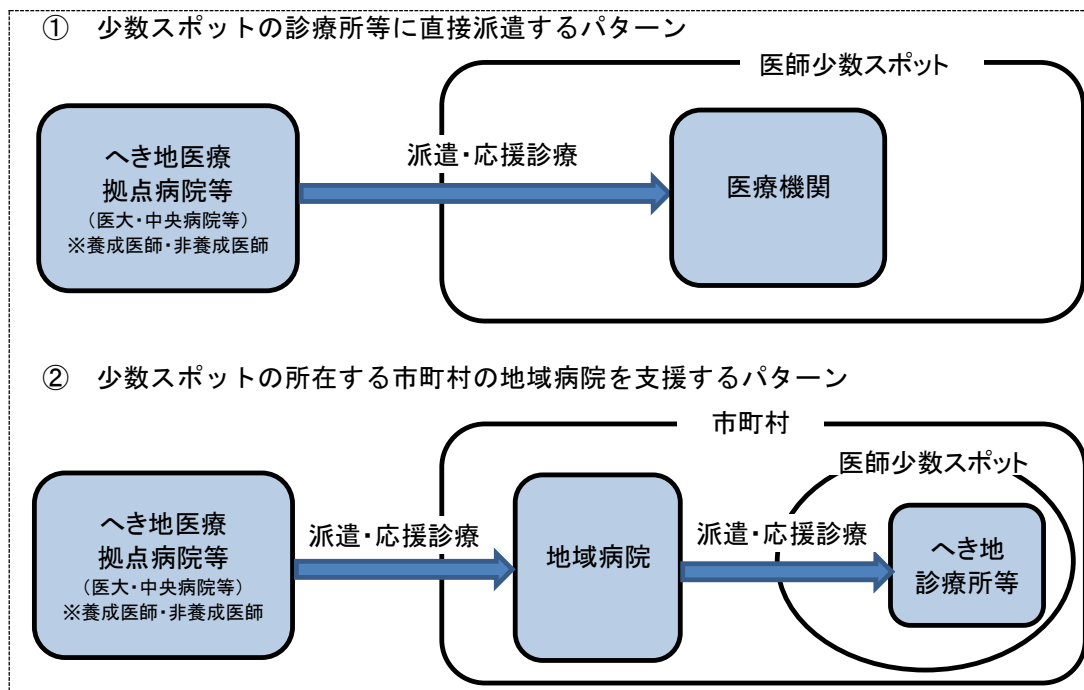 ① 少数スポットの診療所等に直接派遣するパターン
医師少数スポット
へき地医療
拠点病院等
(医大・中央病院等)
※養成医師・非養成医師
派遣・応援診療
医療機関
② 少数スポットの所在する市町村の地域病院を支援するパターン
市町村
医師少数スポット
へき地医療
拠点病院等
(医大・中央病院等)
※養成医師・非養成医師
派遣・応援診療
地域病院
派遣・応援診療
へき地
診療所等